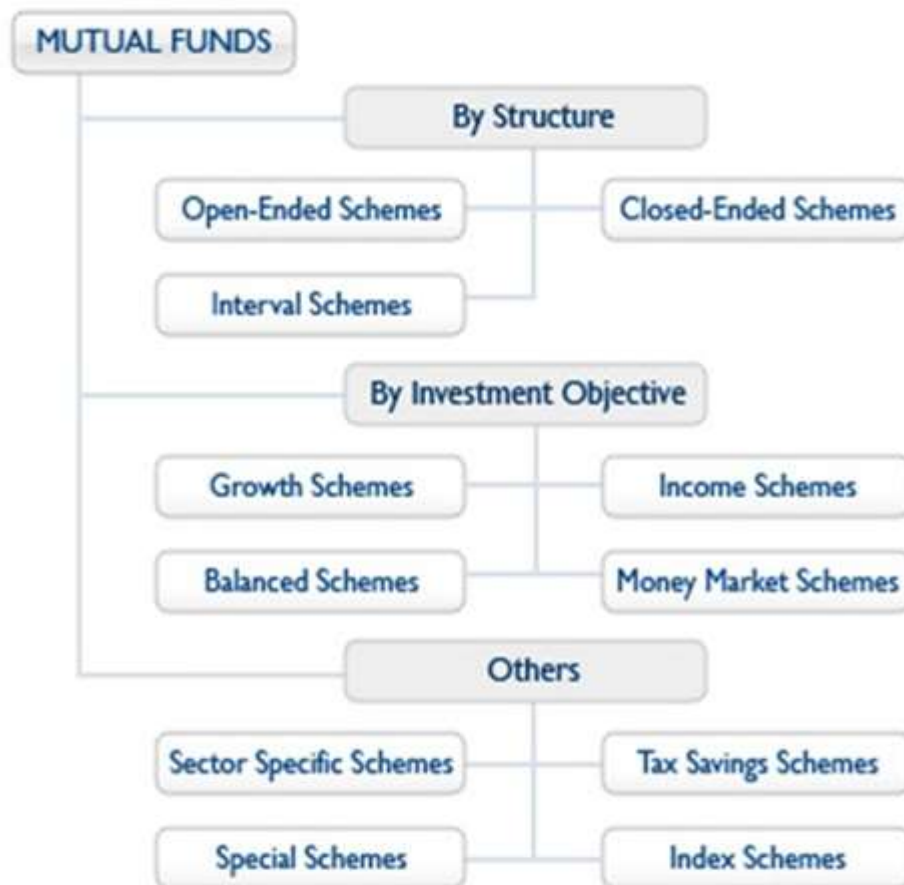 MUTUAL FUNDS
By Structure
Open-Ended Schemes
Closed-Ended Schemes
Interval Schemes
By Investment Objective
Growth Schemes
Income Schemes
Balanced Schemes
Money Market Schemes
Others
Sector Specific Schemes
Tax Savings Schemes
Special Schemes
Index Schemes